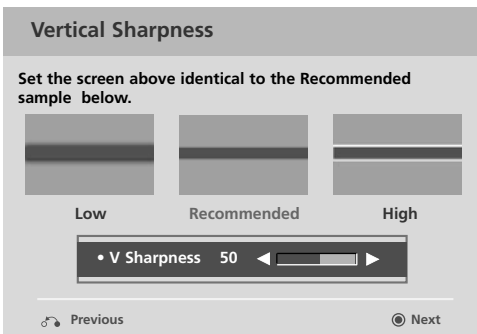 Vertical Sharpness
Set the screen above identical to the Recommended
sample below.
Low Recommended High
• V Sharpness 50
Previous Next